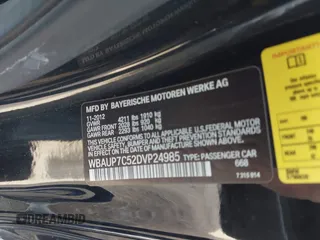 MFD BY BAYERISCHE MOTOREN WERKE AG
11-2012
GVWR 4211 lbs 1910 kg
GAWR FRONT 2028 lbs 920 kg
GAWR REAR 2293 lbs 1040 kg
THIS VEHICLE CONFORMS TO ALL APPLICABLE
U.S. FEDERAL MOTOR
VEHICLE SAFETY, BUMPER AND THEFT PREVENTION
STANDARDS IN EFFECT ON THE DATE OF
MANUFACTURE SHOWN ABOVE.
WBAUP7C52DVP24985 TYPE: PASSENGER CAR
668
7 315 814
DREAMBID